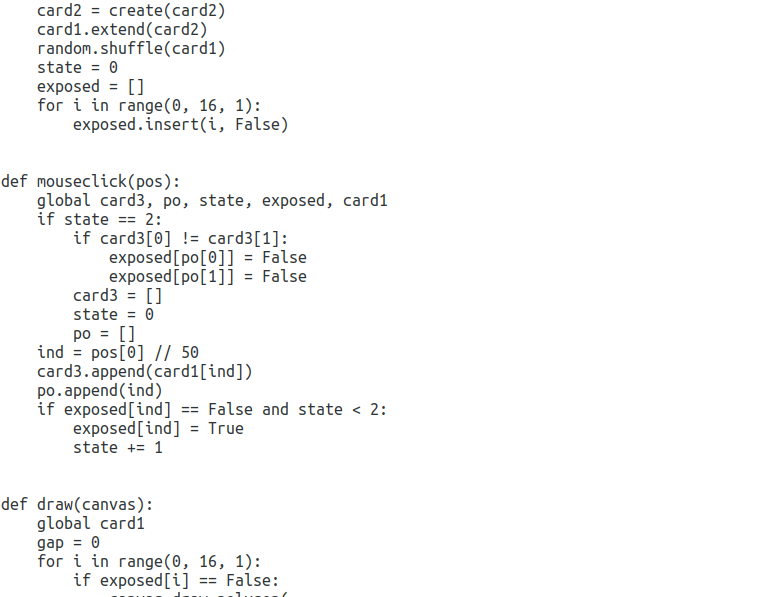 card2 = create(card2)
    card1.extend(card2)
    random.shuffle(card1)
    state = 0
    exposed = []
    for i in range(0, 16, 1):
        exposed.insert(i, False)


def mouseclick(pos):
    global card3, po, state, exposed, card1
    if state == 2:
        if card3[0] != card3[1]:
            exposed[po[0]] = False
            exposed[po[1]] = False
        card3 = []
        state = 0
        po = []
    ind = pos[0] // 50
    card3.append(card1[ind])
    po.append(ind)
    if exposed[ind] == False and state < 2:
        exposed[ind] = True
        state += 1


def draw(canvas):
    global card1
    gap = 0
    for i in range(0, 16, 1):
        if exposed[i] == False: